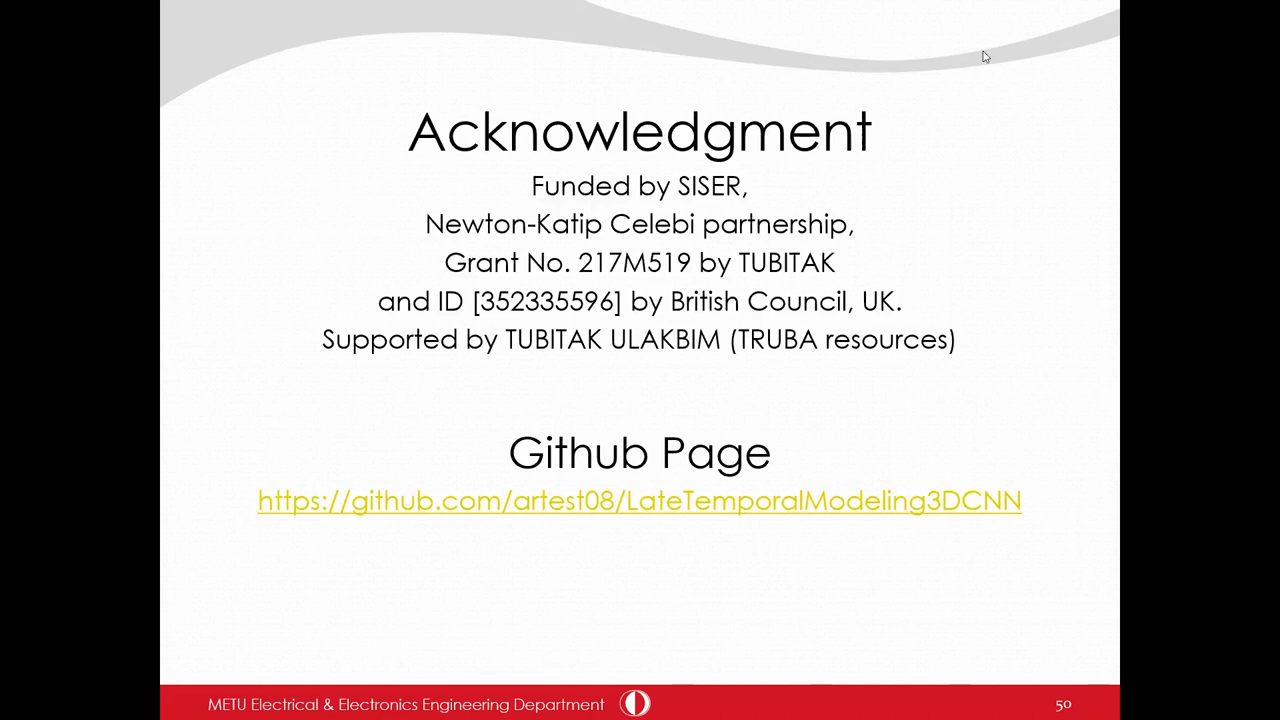 Acknowledgment
Funded by SISER,
Newton-Katip Celebi partnership,
Grant No. 217M519 by TUBITAK
and ID [352335596] by British Council, UK.
Supported by TUBITAK ULAKBIM (TRUBA resources)
Github Page
https://github.com/artest08/LateTemporalModeling3DCNN
METU Electrical & Electronics Engineering Department
50